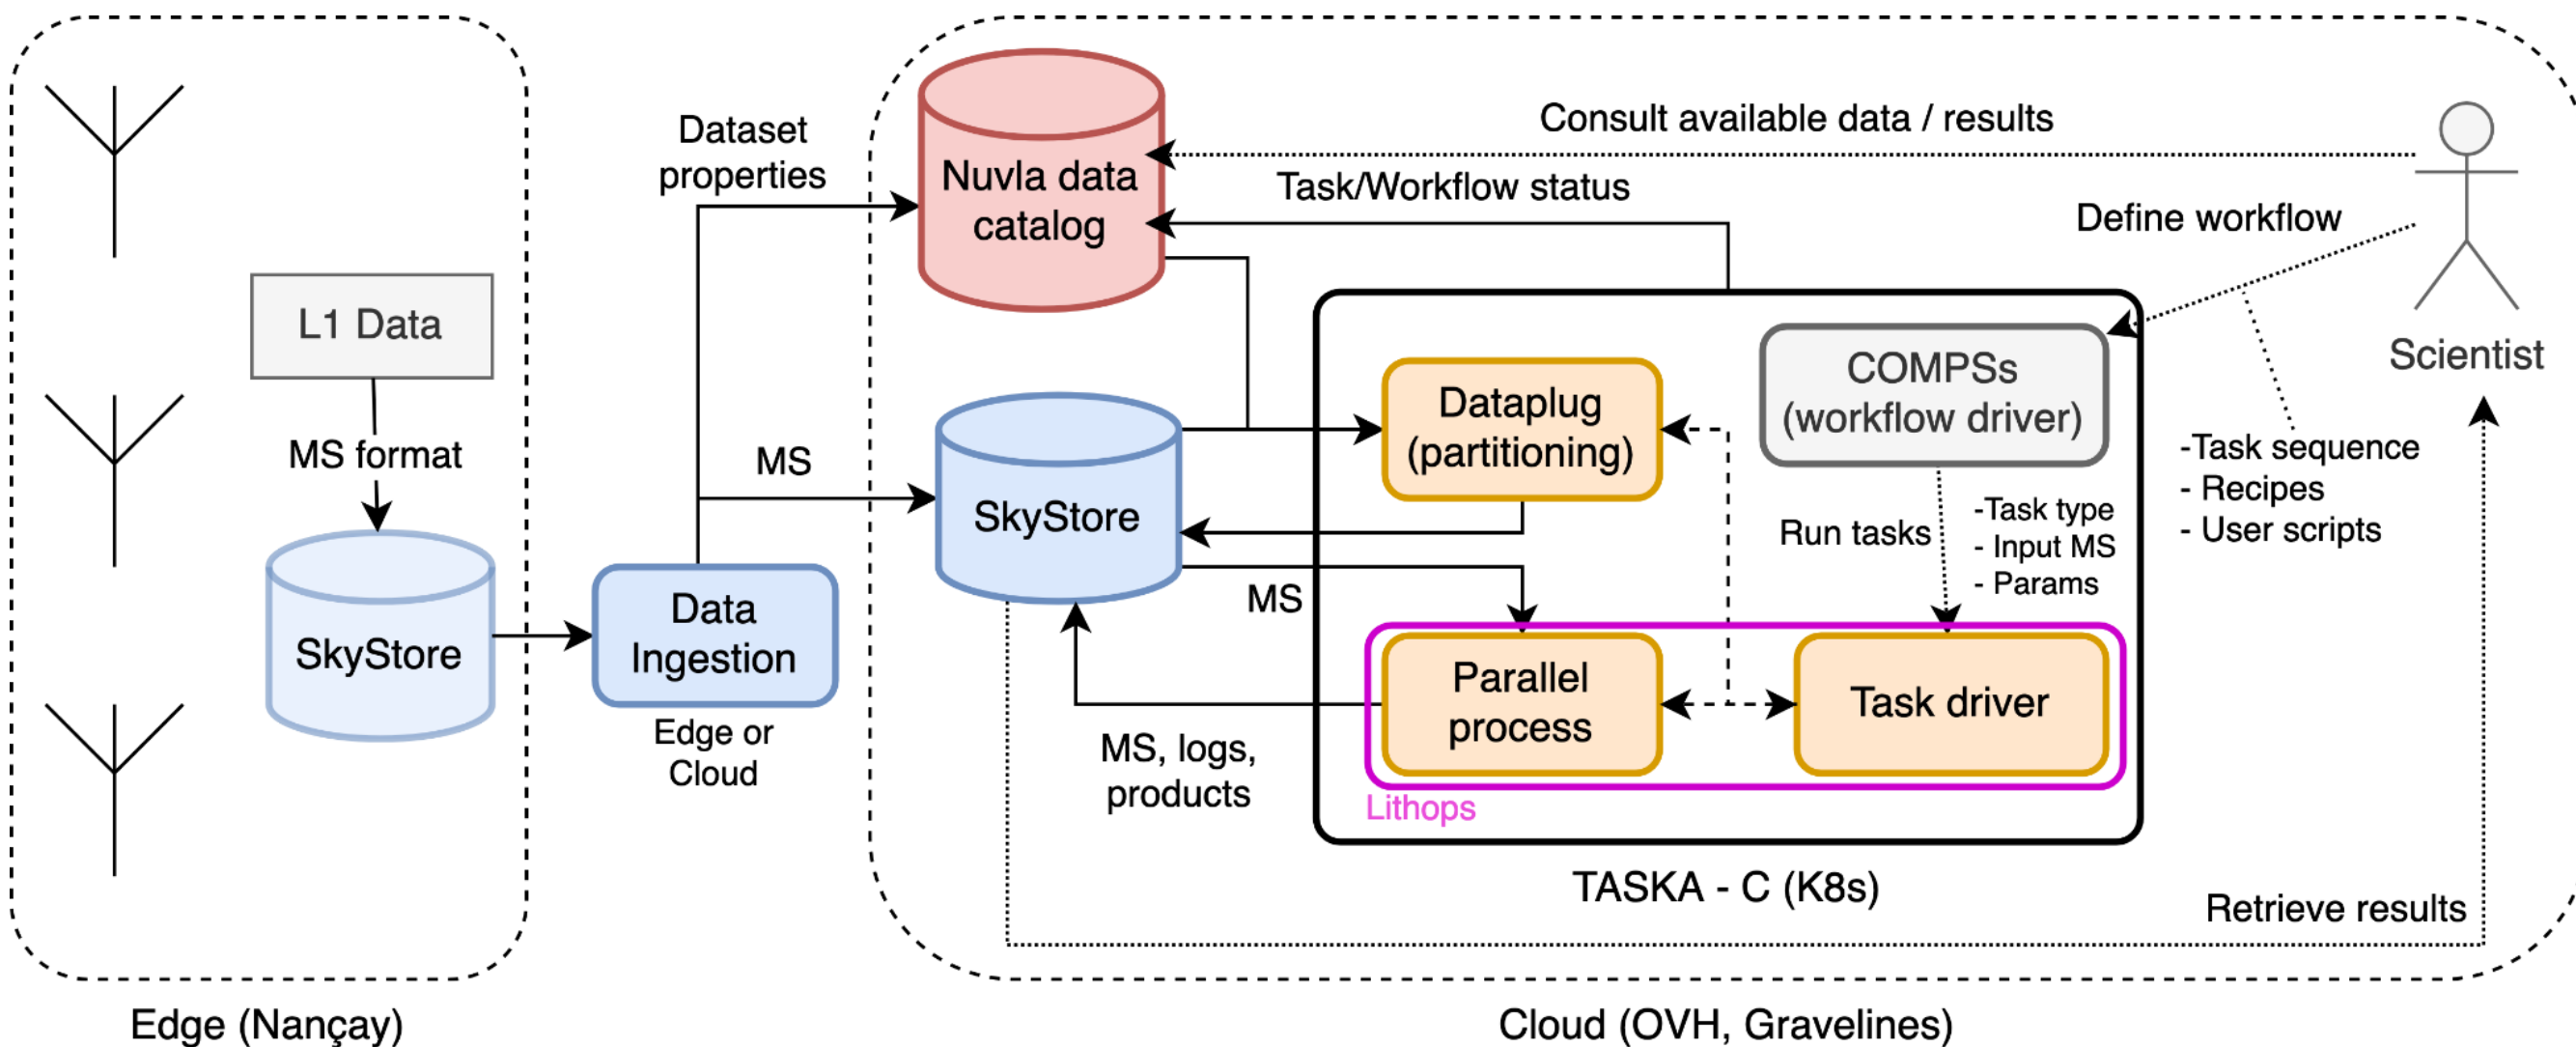 L1 Data
MS format
SkyStore
Edge (Nançay)
Data
Ingestion
Edge or
Cloud
Dataset
properties
MS
Nuvla data
catalog
SkyStore
Consult available data / results
Task/Workflow status
Define workflow
Scientist
-Task sequence
- Recipes
- User scripts
Dataplug
(partitioning)
COMPSs
(workflow driver)
Run tasks
-Task type
- Input MS
- Params
MS
Parallel
process
Task driver
Lithops
MS, logs,
products
TASKA - C (K8s)
Retrieve results
Cloud (OVH, Gravelines)